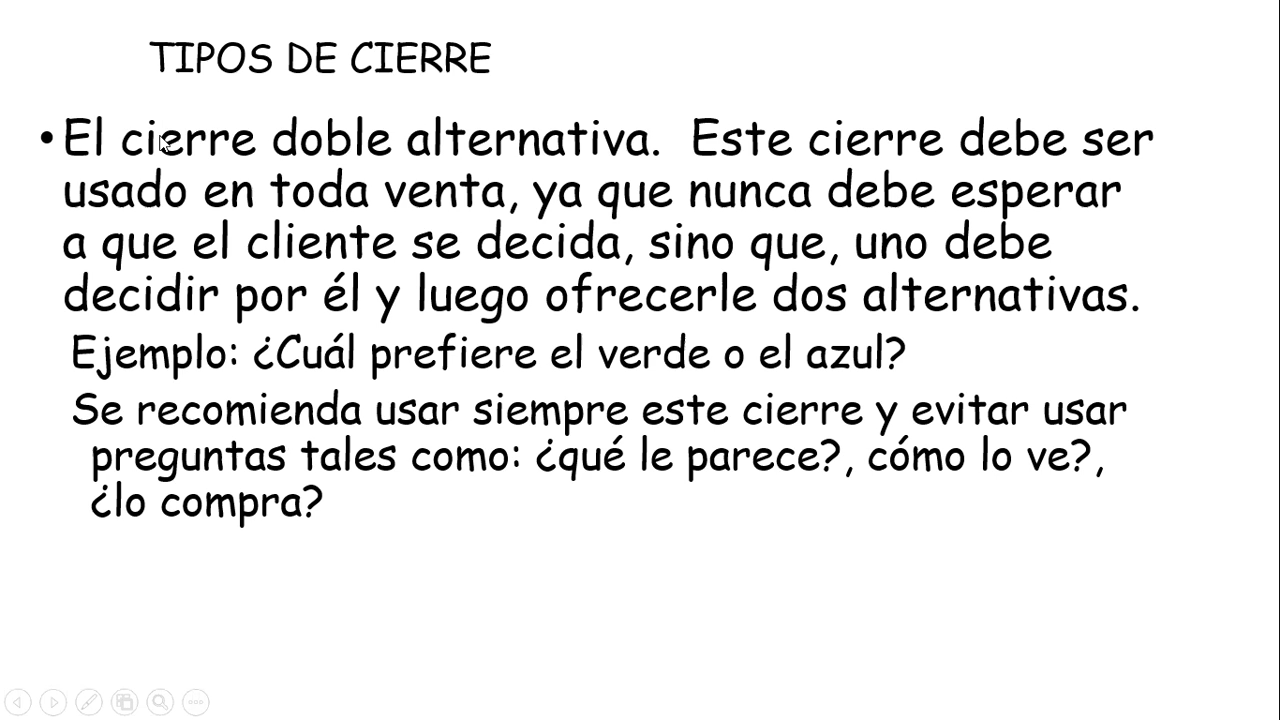 TIPOS DE CIERRE
• El cierre doble alternativa. Este cierre debe ser
usado en toda venta, ya que nunca debe esperar
a que el cliente se decida, sino que, uno debe
decidir por él y luego ofrecerle dos alternativas.
Ejemplo: ¿Cuál prefiere el verde o el azul?
Se recomienda usar siempre este cierre y evitar usar
preguntas tales como: ¿qué le parece?, cómo lo ve?,
¿lo compra?